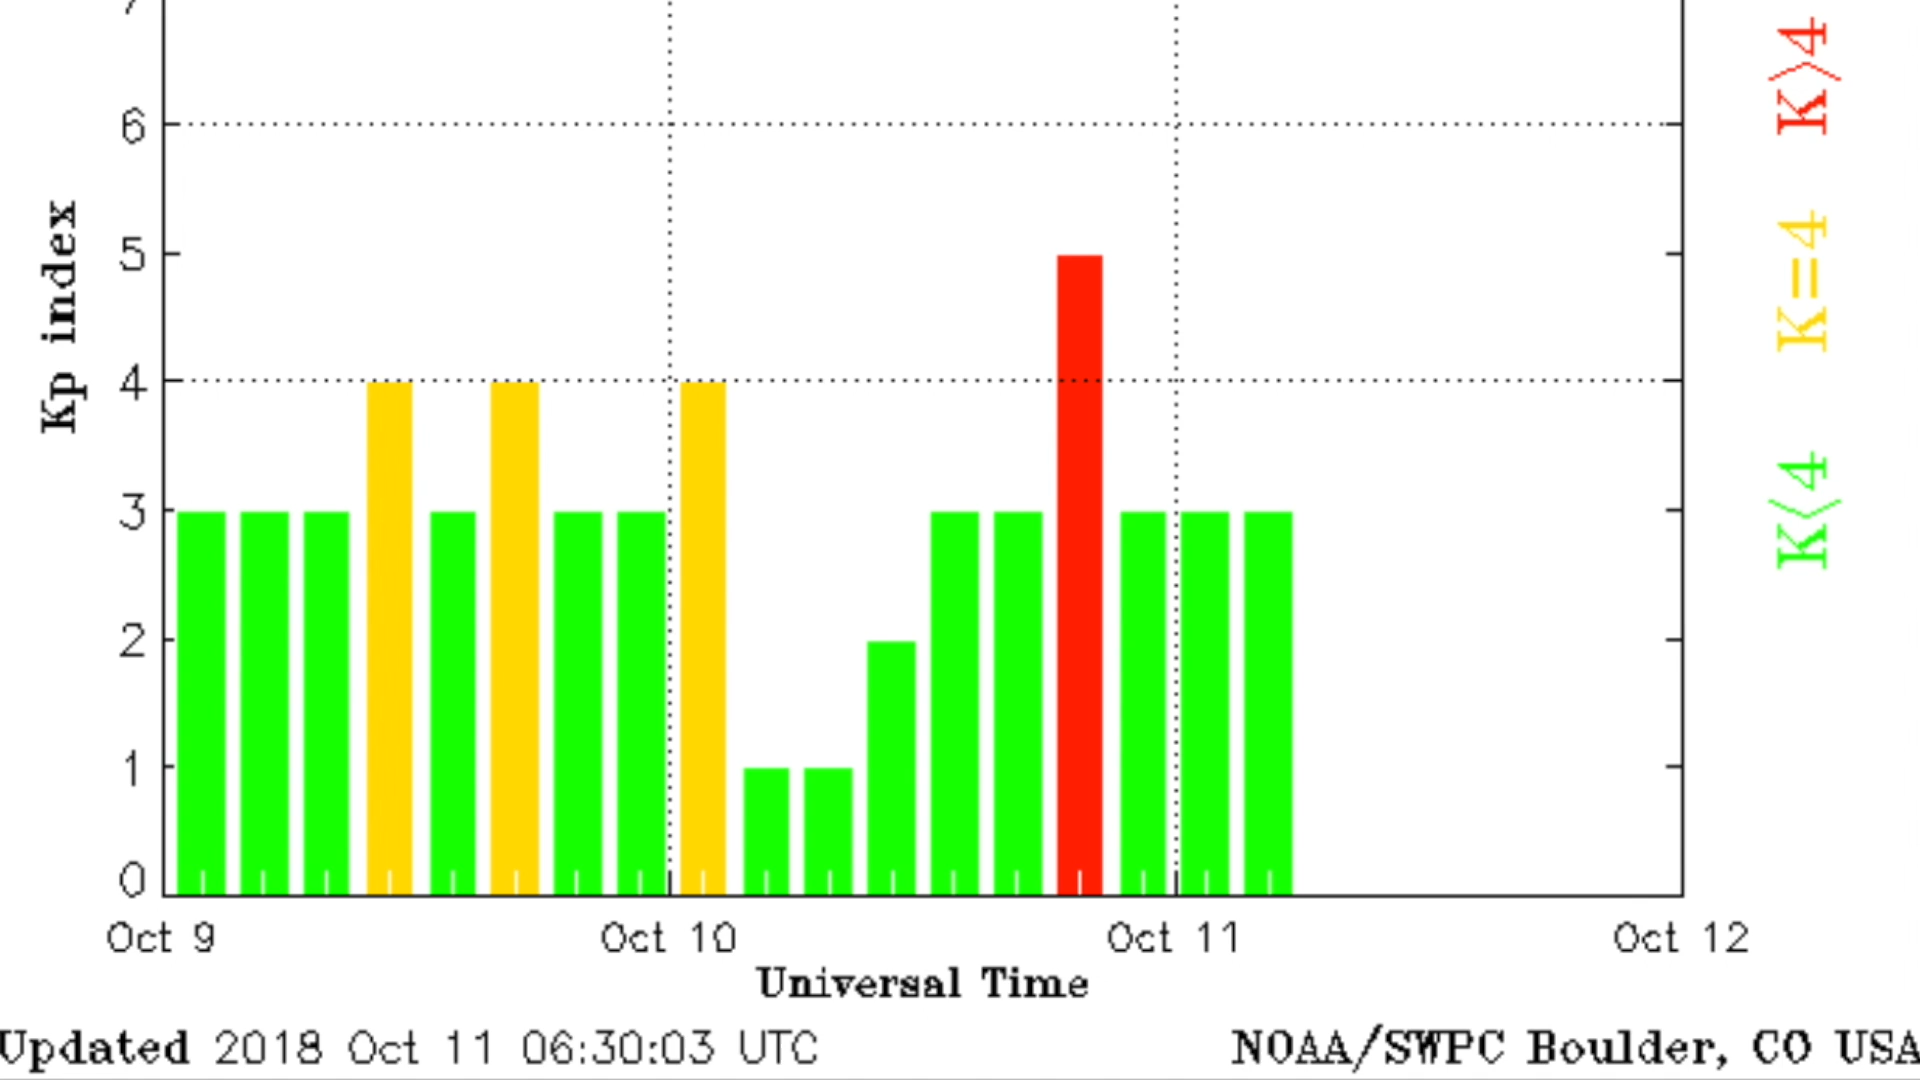 7
6
5
4
3
2
1
0
Kp index
Oct 9 Oct 10 Oct 11 Oct 12
Universal Time
K<4 K=4 K>4
Updated 2018 Oct 11 06:30:03 UTC
NOAA/SWPC Boulder, CO USA